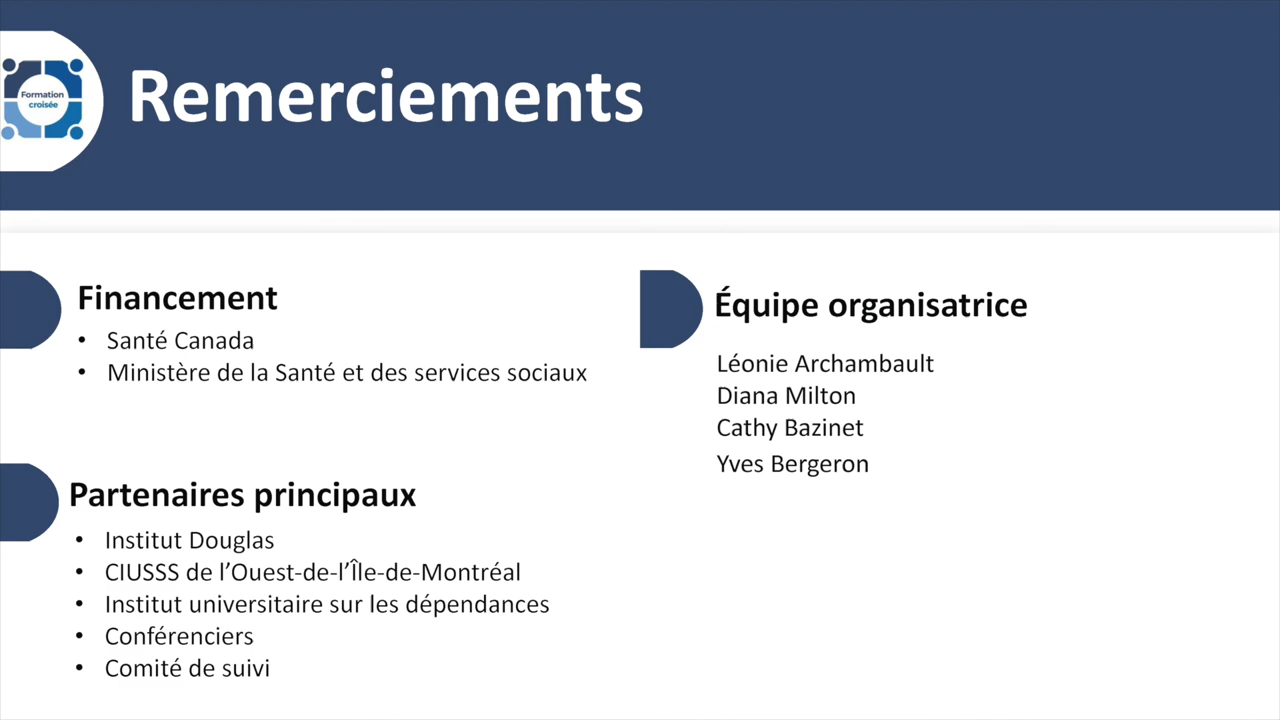 Formation
croisée
Remerciements
Financement
• Santé Canada
• Ministère de la Santé et des services sociaux
Partenaires principaux
• Institut Douglas
• CIUSSS de l’Ouest-de-l’Île-de-Montréal
• Institut universitaire sur les dépendances
• Conférenciers
• Comité de suivi
Équipe organisatrice
Léonie Archambault
Diana Milton
Cathy Bazinet
Yves Bergeron